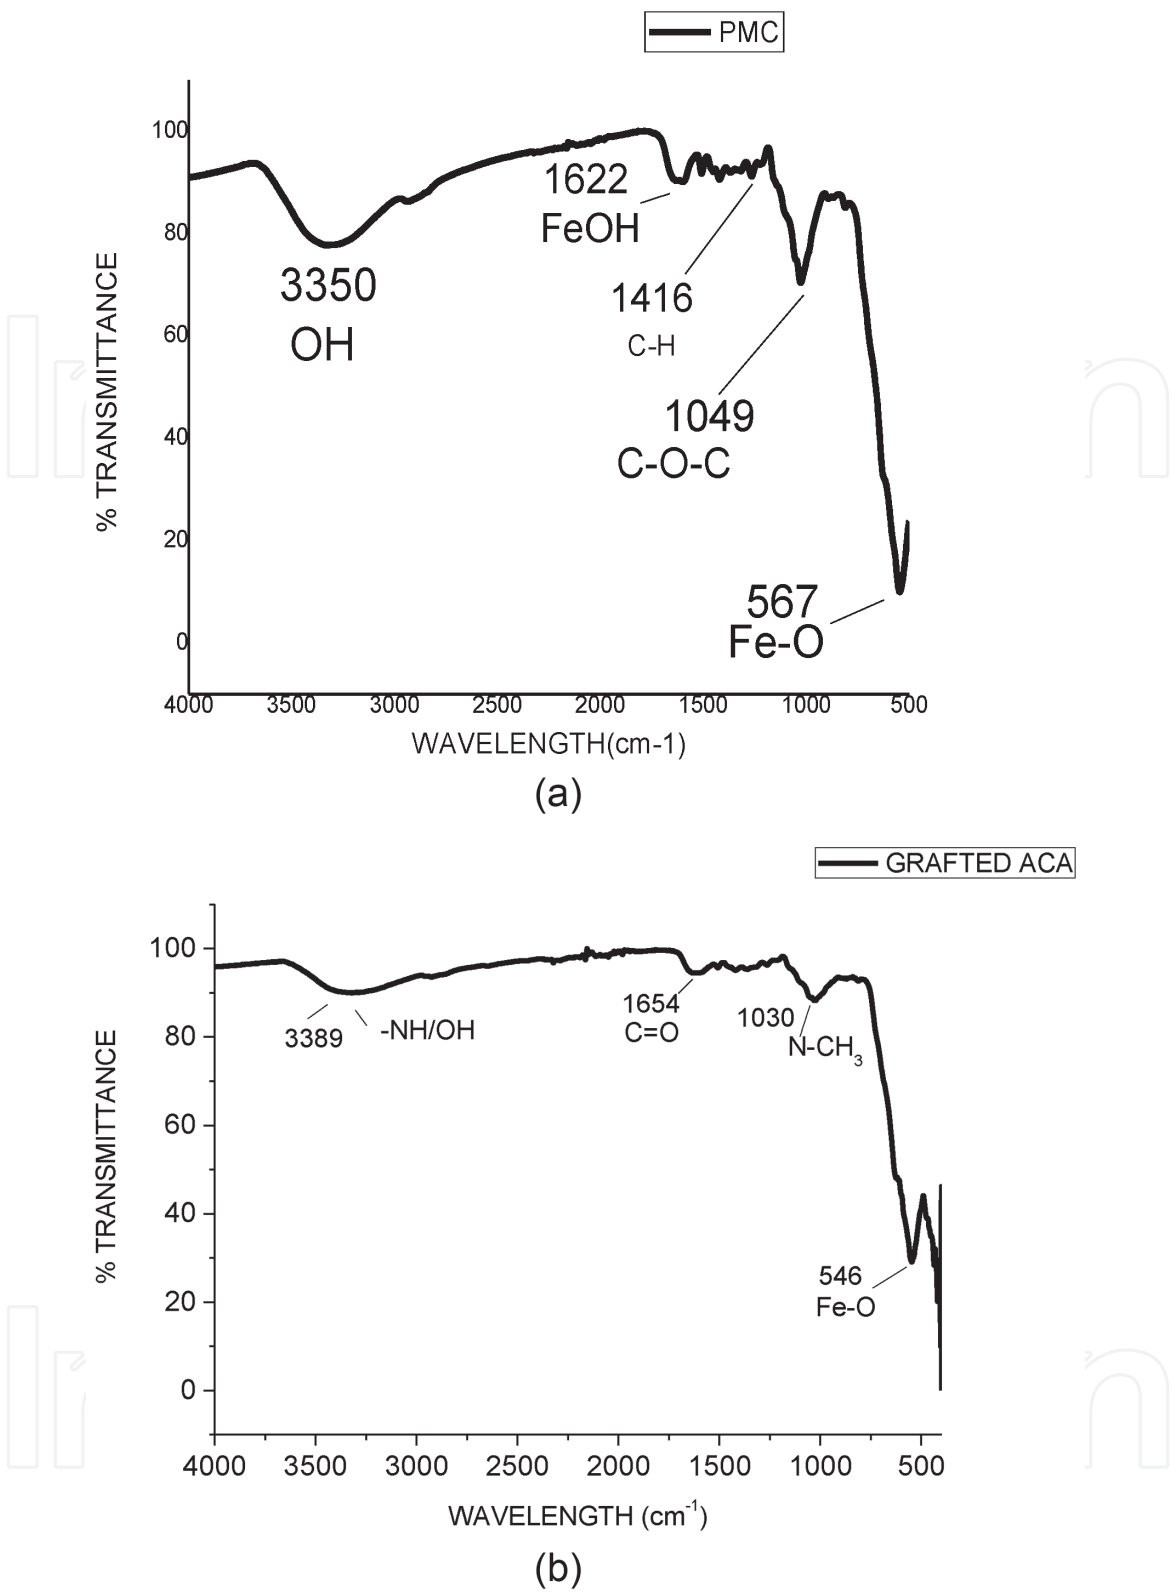 PMC
100
80
60
40
20
0
% TRANSMITTANCE
3350
OH
1622
FeOH
1416
C-H
1049
C-O-C
567
Fe-O
4000 3500 3000 2500 2000 1500 1000 500
WAVELENGTH(cm-1)
(a)
GRAFTED ACA
100
80
60
40
20
0
% TRANSMITTANCE
3389
-NH/OH
1654
C=O
1030
N-CH₃
546
Fe-O
4000 3500 3000 2500 2000 1500 1000 500
WAVELENGTH (cm⁻¹)
(b)